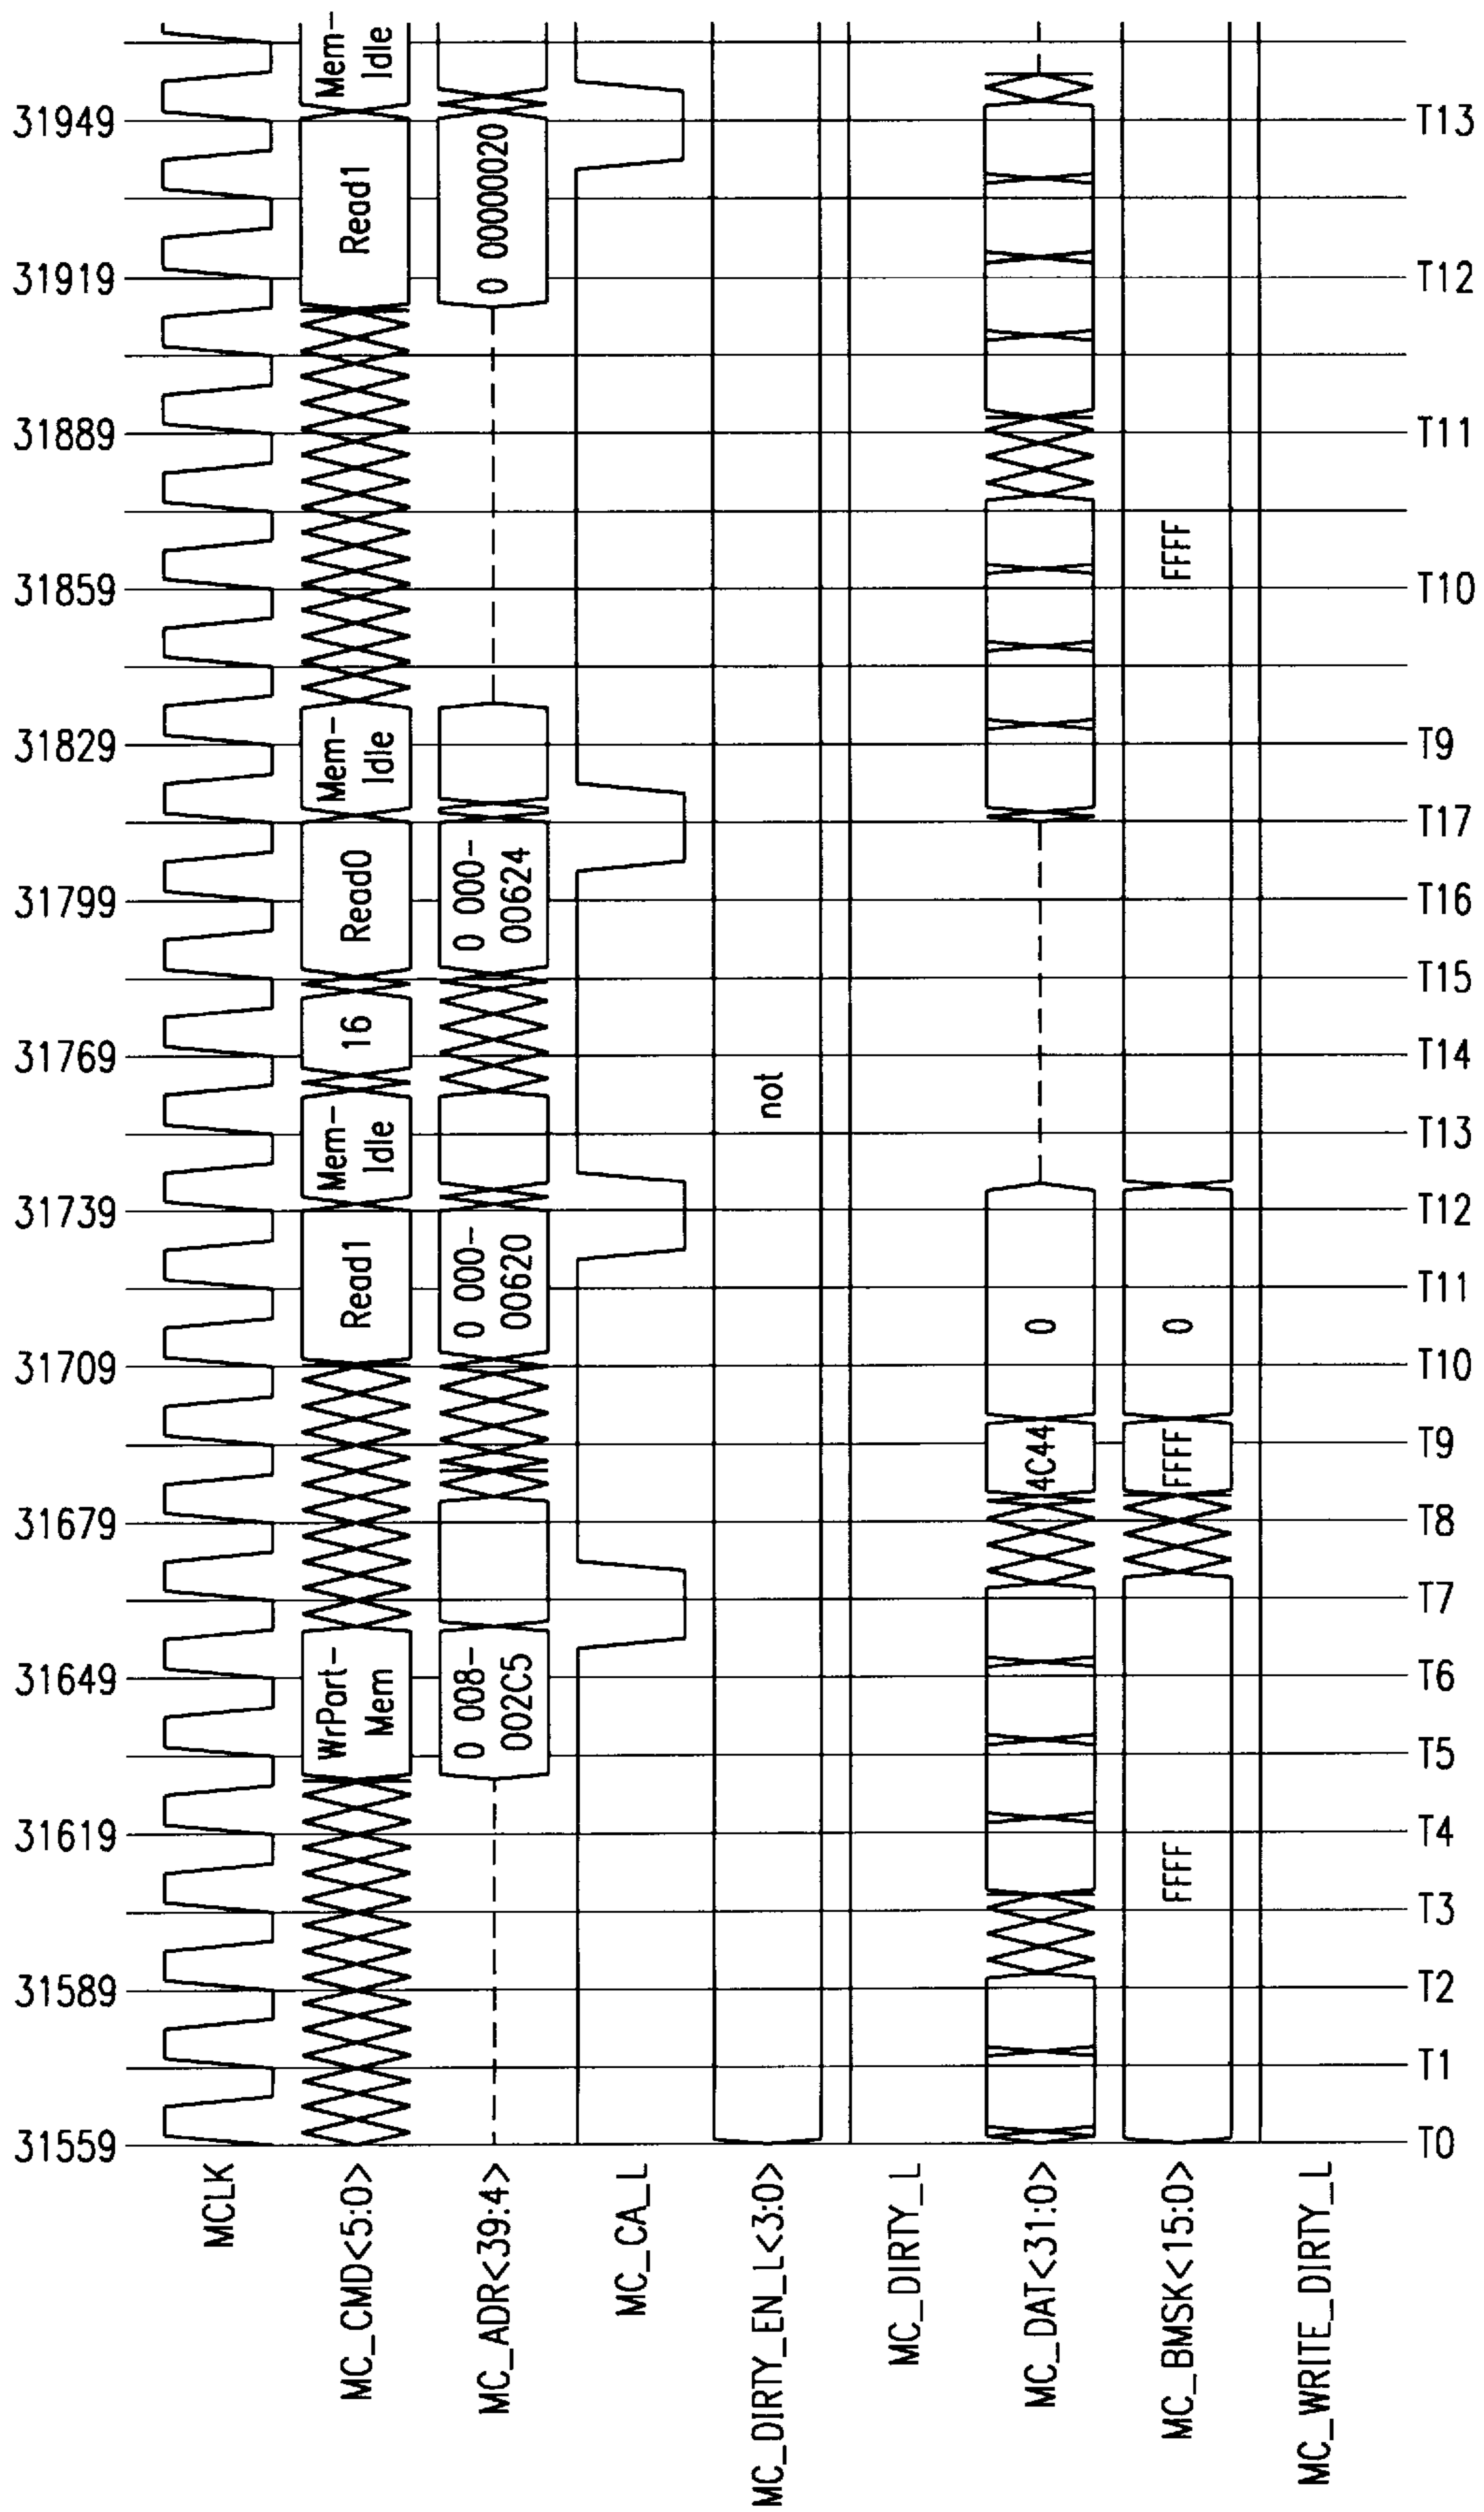 31559
31589
31619
31649
31679
31709
31739
31769
31799
31829
31859
31889
31919
31949
MCLK
MC_CMD<5:0>
WrPart-
Mem
Read1
Mem-
Idle
16
Read0
Mem-
Idle
Read1
Mem-
Idle
MC_ADR<39:4>
0 008-
002C5
0 000-
00620
0 000-
00624
0 00000020
MC_CA_L
MC_DIRTY_EN_L<3:0>
not
MC_DIRTY_L
MC_DAT<31:0>
4C44
0
MC_BMSK<15:0>
FFFF
FFFF
0
FFFF
MC_WRITE_DIRTY_L
T0
T1
T2
T3
T4
T5
T6
T7
T8
T9
T10
T11
T12
T13
T14
T15
T16
T17
T9
T10
T11
T12
T13